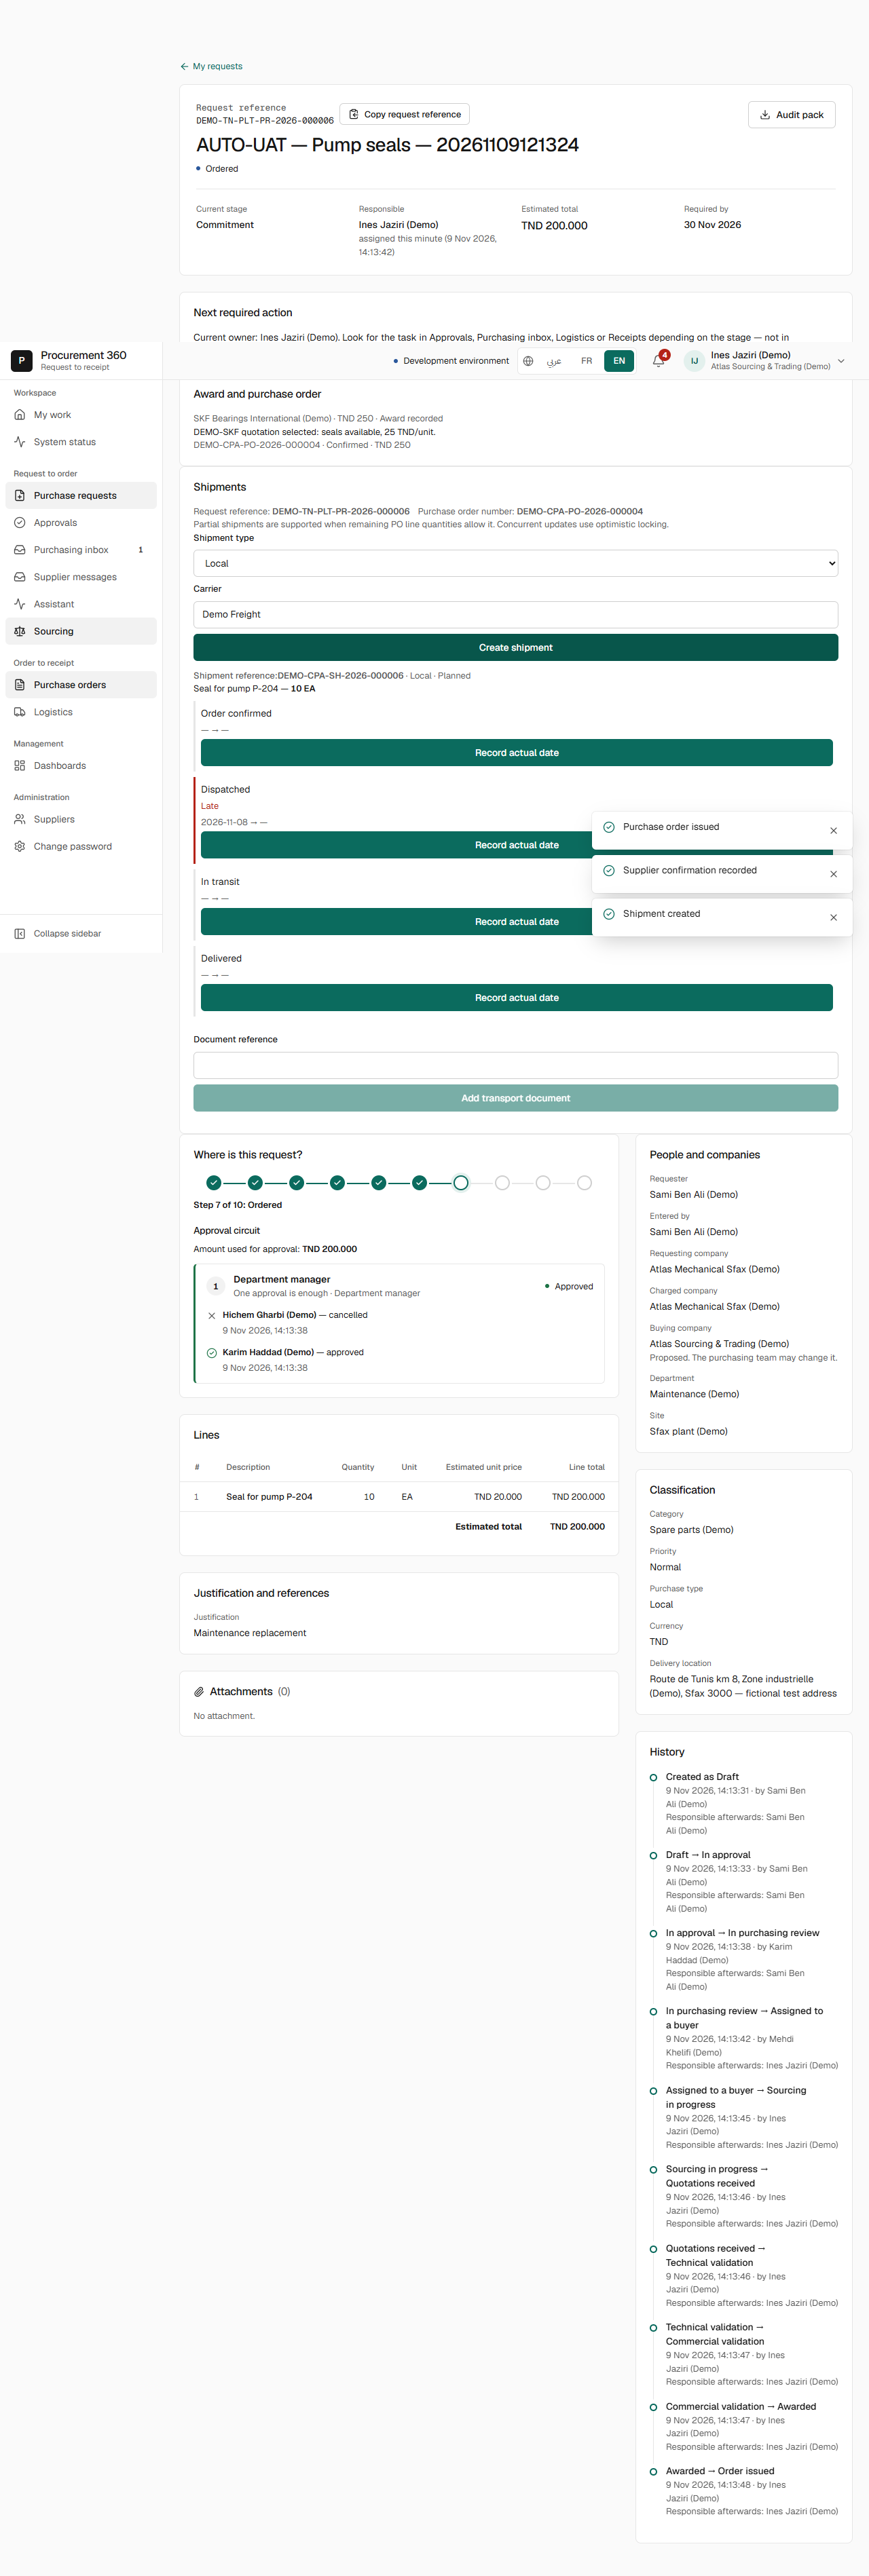 ← My requests
Request reference
DEMO-TN-PLT-PR-2026-000006
Copy request reference
Audit pack
AUTO-UAT — Pump seals — 20261109121324
Ordered
Current stage
Commitment
Responsible
Ines Jaziri (Demo)
assigned this minute (9 Nov 2026,
14:13:42)
Estimated total
TND 200.000
Required by
30 Nov 2026
Next required action
Current owner: Ines Jaziri (Demo). Look for the task in Approvals, Purchasing inbox, Logistics or Receipts depending on the stage — not in
P
Procurement 360
Request to receipt
Development environment
عربي
FR
EN
4
IJ
Ines Jaziri (Demo)
Atlas Sourcing & Trading (Demo)
Workspace
My work
System status
Request to order
Purchase requests
Approvals
Purchasing inbox
1
Supplier messages
Assistant
Sourcing
Order to receipt
Purchase orders
Logistics
Management
Dashboards
Administration
Suppliers
Change password
Collapse sidebar
Award and purchase order
SKF Bearings International (Demo) · TND 250 · Award recorded
DEMO-SKF quotation selected: seals available, 25 TND/unit.
DEMO-CPA-PO-2026-000004 · Confirmed · TND 250
Shipments
Request reference: DEMO-TN-PLT-PR-2026-000006 Purchase order number: DEMO-CPA-PO-2026-000004
Partial shipments are supported when remaining PO line quantities allow it. Concurrent updates use optimistic locking.
Shipment type
Local
Carrier
Demo Freight
Create shipment
Shipment reference:DEMO-CPA-SH-2026-000006 · Local · Planned
Seal for pump P-204 — 10 EA
Order confirmed
— → —
Record actual date
Dispatched
Late
2026-11-08 → —
Record actual date
In transit
— → —
Record actual date
Delivered
— → —
Record actual date
Purchase order issued
Supplier confirmation recorded
Shipment created
Document reference
Add transport document
Where is this request?
Step 7 of 10: Ordered
Approval circuit
Amount used for approval: TND 200.000
1
Department manager
One approval is enough · Department manager
Approved
Hichem Gharbi (Demo) — cancelled
9 Nov 2026, 14:13:38
Karim Haddad (Demo) — approved
9 Nov 2026, 14:13:38
Lines
# Description Quantity Unit Estimated unit price Line total
1 Seal for pump P-204 10 EA TND 20.000 TND 200.000
Estimated total TND 200.000
Justification and references
Justification
Maintenance replacement
Attachments (0)
No attachment.
People and companies
Requester
Sami Ben Ali (Demo)
Entered by
Sami Ben Ali (Demo)
Requesting company
Atlas Mechanical Sfax (Demo)
Charged company
Atlas Mechanical Sfax (Demo)
Buying company
Atlas Sourcing & Trading (Demo)
Proposed. The purchasing team may change it.
Department
Maintenance (Demo)
Site
Sfax plant (Demo)
Classification
Category
Spare parts (Demo)
Priority
Normal
Purchase type
Local
Currency
TND
Delivery location
Route de Tunis km 8, Zone industrielle
(Demo), Sfax 3000 — fictional test address
History
Created as Draft
9 Nov 2026, 14:13:31 · by Sami Ben
Ali (Demo)
Responsible afterwards: Sami Ben
Ali (Demo)
Draft → In approval
9 Nov 2026, 14:13:33 · by Sami Ben
Ali (Demo)
Responsible afterwards: Sami Ben
Ali (Demo)
In approval → In purchasing review
9 Nov 2026, 14:13:38 · by Karim
Haddad (Demo)
Responsible afterwards: Sami Ben
Ali (Demo)
In purchasing review → Assigned to
a buyer
9 Nov 2026, 14:13:42 · by Mehdi
Khelifi (Demo)
Responsible afterwards: Ines Jaziri (Demo)
Assigned to a buyer → Sourcing
in progress
9 Nov 2026, 14:13:45 · by Ines
Jaziri (Demo)
Responsible afterwards: Ines Jaziri (Demo)
Sourcing in progress →
Quotations received
9 Nov 2026, 14:13:46 · by Ines
Jaziri (Demo)
Responsible afterwards: Ines Jaziri (Demo)
Quotations received →
Technical validation
9 Nov 2026, 14:13:46 · by Ines
Jaziri (Demo)
Responsible afterwards: Ines Jaziri (Demo)
Technical validation →
Commercial validation
9 Nov 2026, 14:13:47 · by Ines
Jaziri (Demo)
Responsible afterwards: Ines Jaziri (Demo)
Commercial validation → Awarded
9 Nov 2026, 14:13:47 · by Ines
Jaziri (Demo)
Responsible afterwards: Ines Jaziri (Demo)
Awarded → Order issued
9 Nov 2026, 14:13:48 · by Ines
Jaziri (Demo)
Responsible afterwards: Ines Jaziri (Demo)